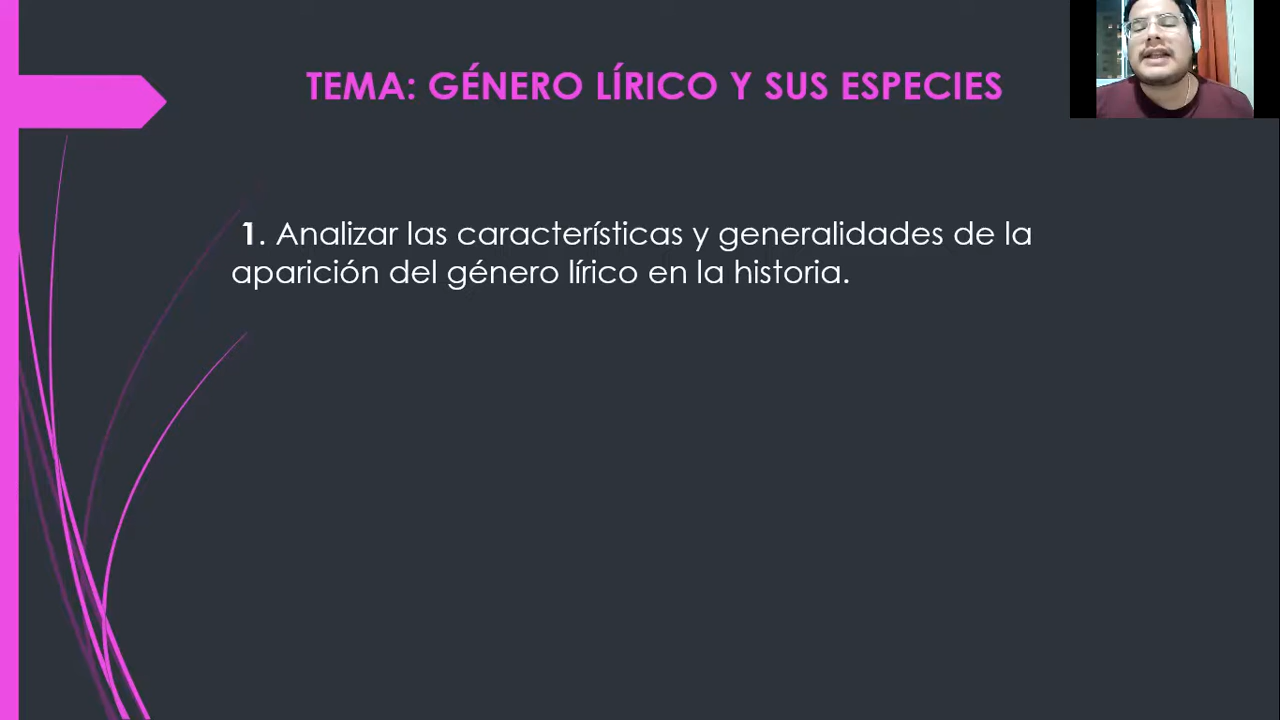 TEMA: GÉNERO LÍRICO Y SUS ESPECIES
1. Analizar las características y generalidades de la
aparición del género lírico en la historia.